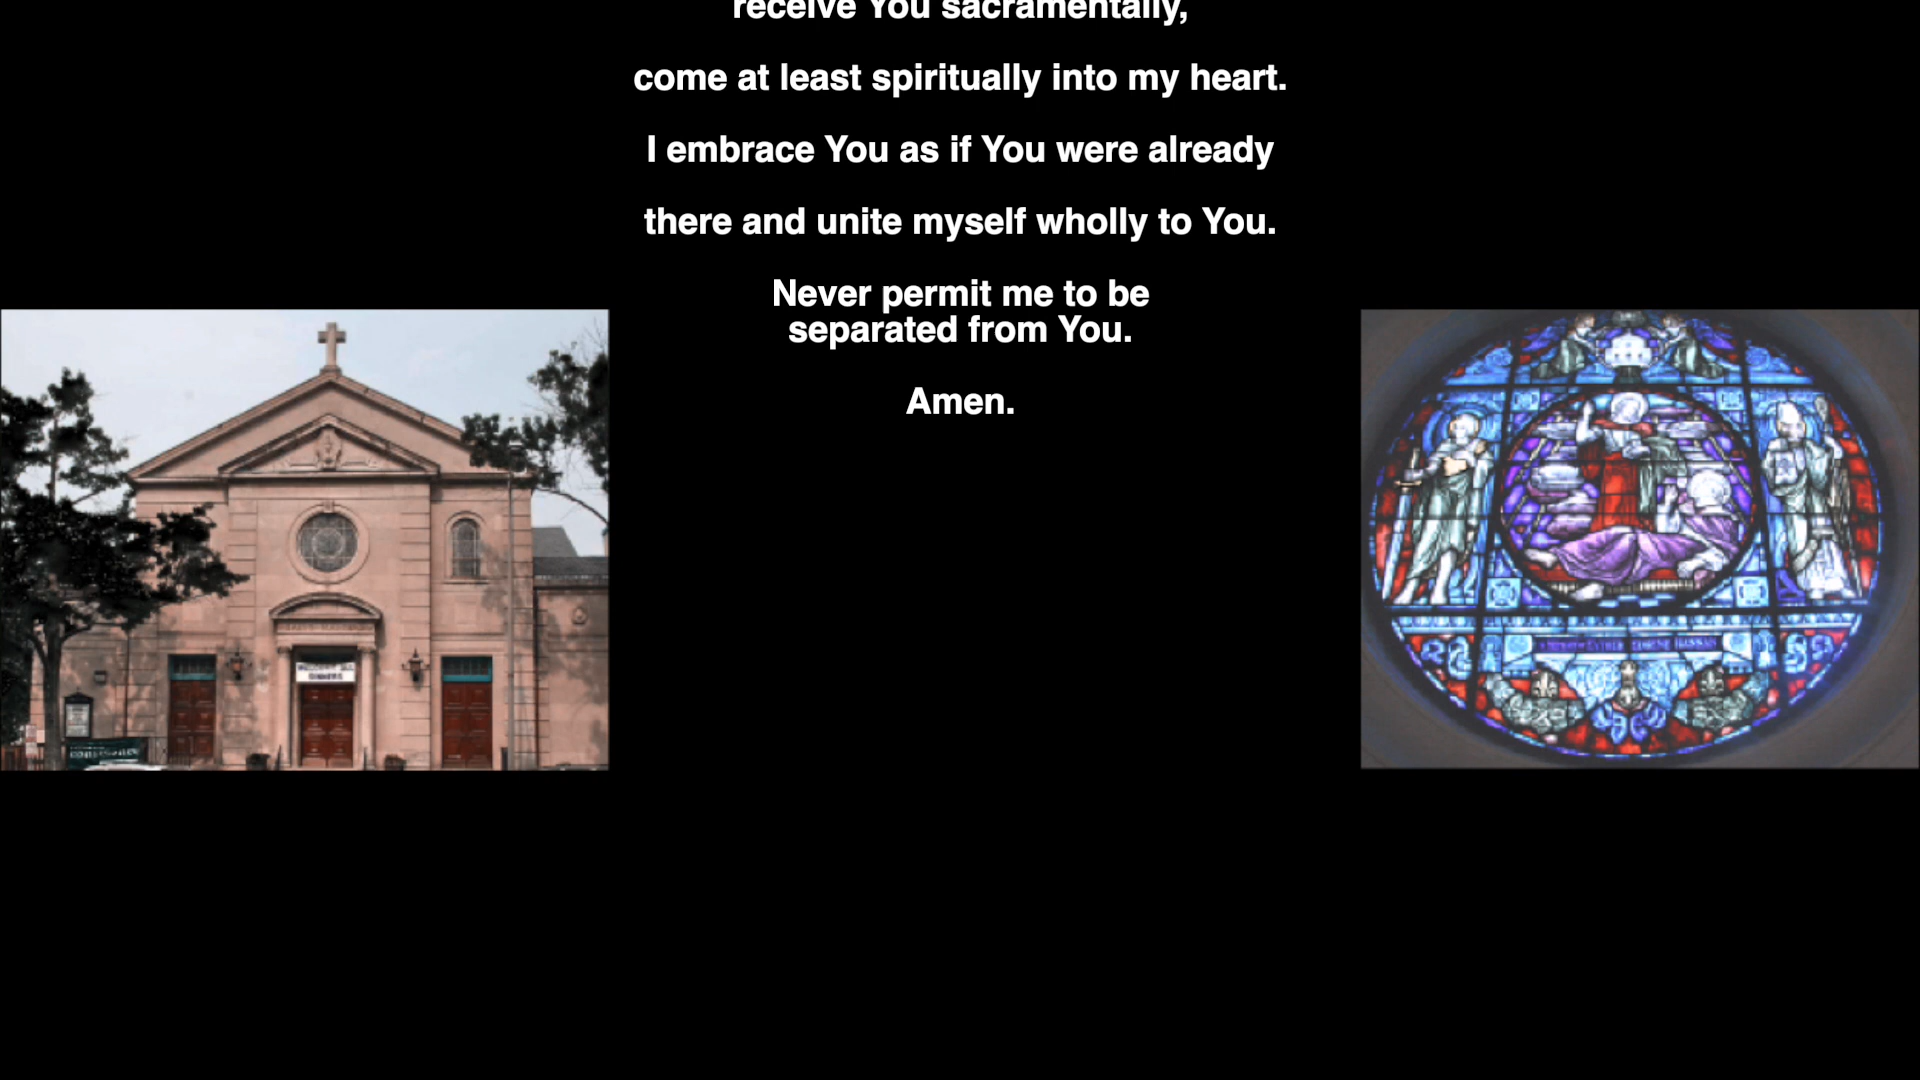 receive You sacramentally,
come at least spiritually into my heart.
I embrace You as if You were already
there and unite myself wholly to You.
Never permit me to be
separated from You.
Amen.
SINNERS